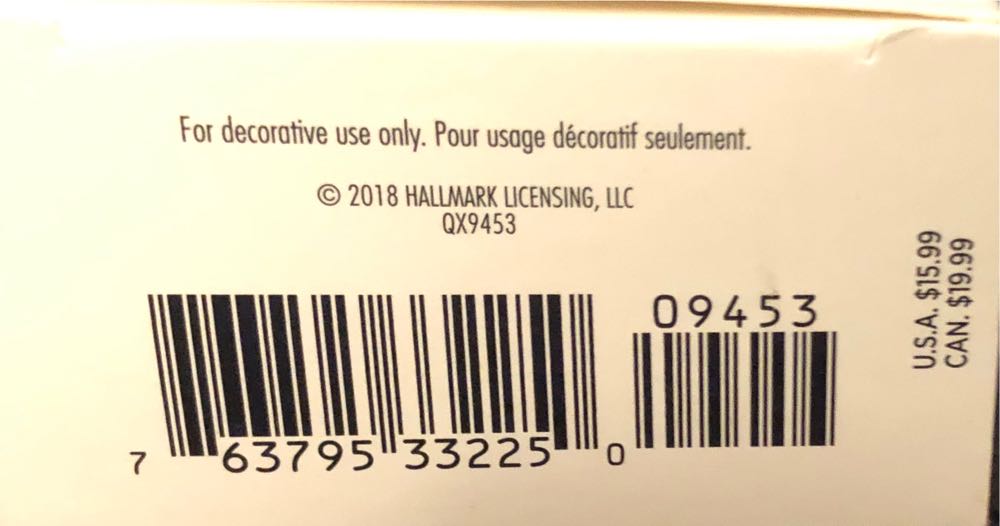 For decorative use only. Pour usage décoratif seulement.
© 2018 HALLMARK LICENSING, LLC
QX9453
09453
7 63795 33225 0
U.S.A. $15.99
CAN. $19.99